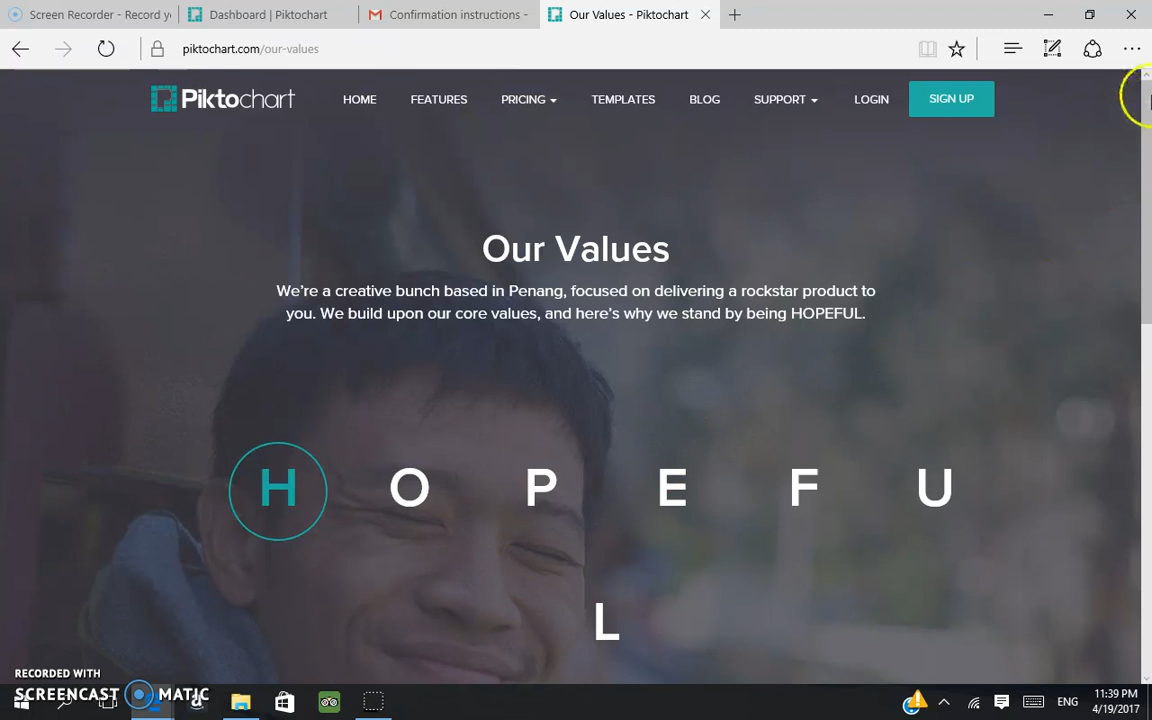 Screen Recorder - Record y
Dashboard | Piktochart
Confirmation instructions -
Our Values - Piktochart
piktochart.com/our-values
Piktochart
HOME
FEATURES
PRICING
TEMPLATES
BLOG
SUPPORT
LOGIN
SIGN UP
Our Values
We're a creative bunch based in Penang, focused on delivering a rockstar product to
you. We build upon our core values, and here's why we stand by being HOPEFUL.
H O P E F U
L
RECORDED WITH
SCREENCAST MATIC
ENG
11:39 PM
4/19/2017